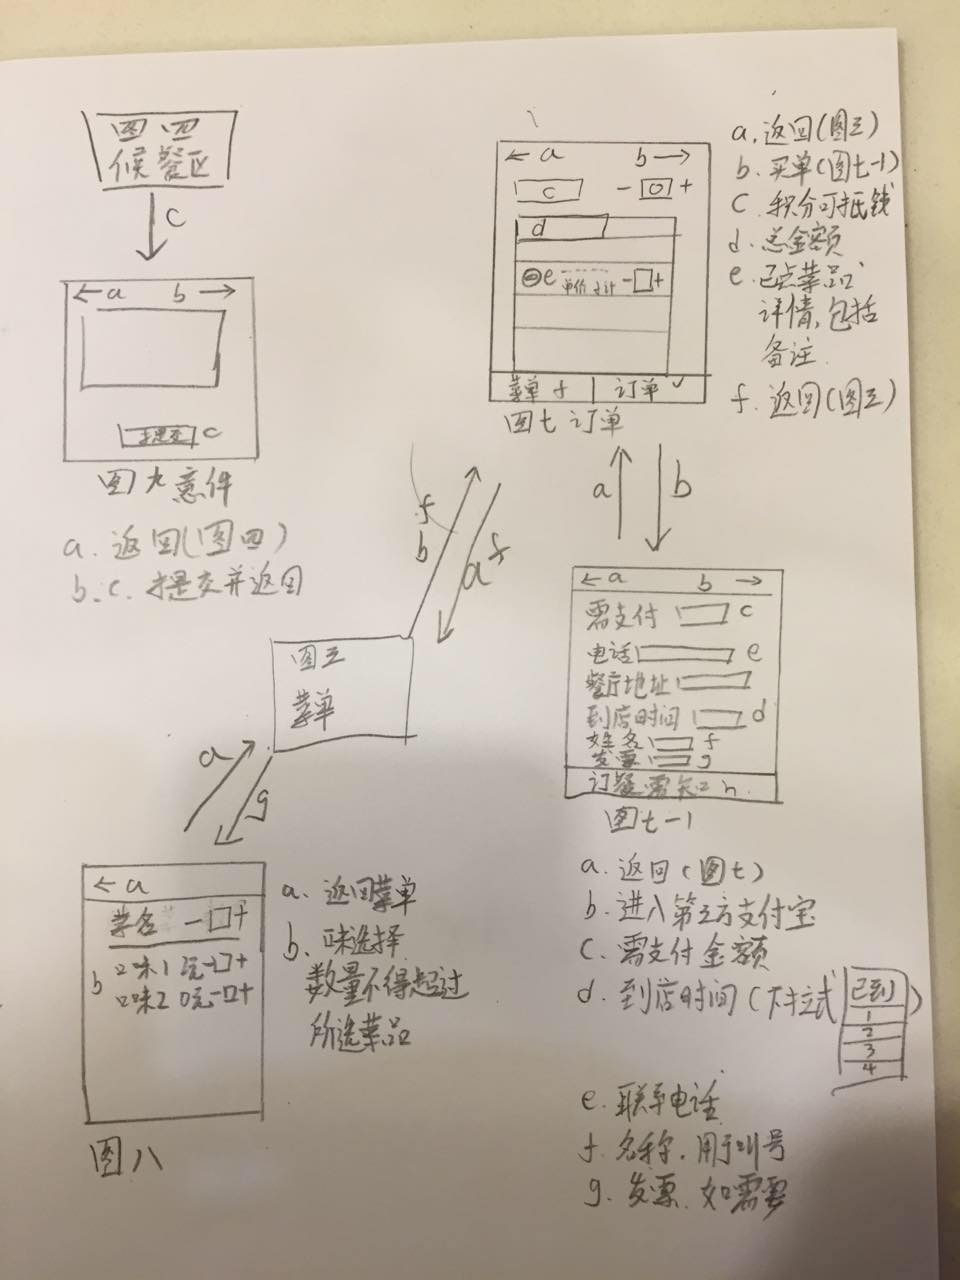 图四
候餐区
c
← a b →
提交 c
图九意件
a. 返回(图四)
b、c. 提交并返回
← a b →
c - 0 +
d
e 单价 小计 - +
菜单 f 订单 ✓
图七 订单
a. 返回(图三)
b. 买单(图七-1)
c 积分可抵钱
d. 总金额
e. 已点菜品
详情,包括
备注
f. 返回(图三)
f
b
a
f
a
b
图三
菜单
a
g
← a b →
需支付 c
电话 e
餐厅地址
到店时间 d
姓名 f
发票 g
订餐需知 h
图七-1
a. 返回(图七)
b. 进入第三方支付宝
c. 需支付金额
d. 到店时间(下拉式 )
已到
1
2
3
4
e. 联系电话
f. 名称,用于叫号
g. 发票,如需要
← a
菜名 - +
b
口味1 元 - +
口味2 0元 - +
图八
a、返回菜单
b、口味选择
数量不得超过
所选菜品